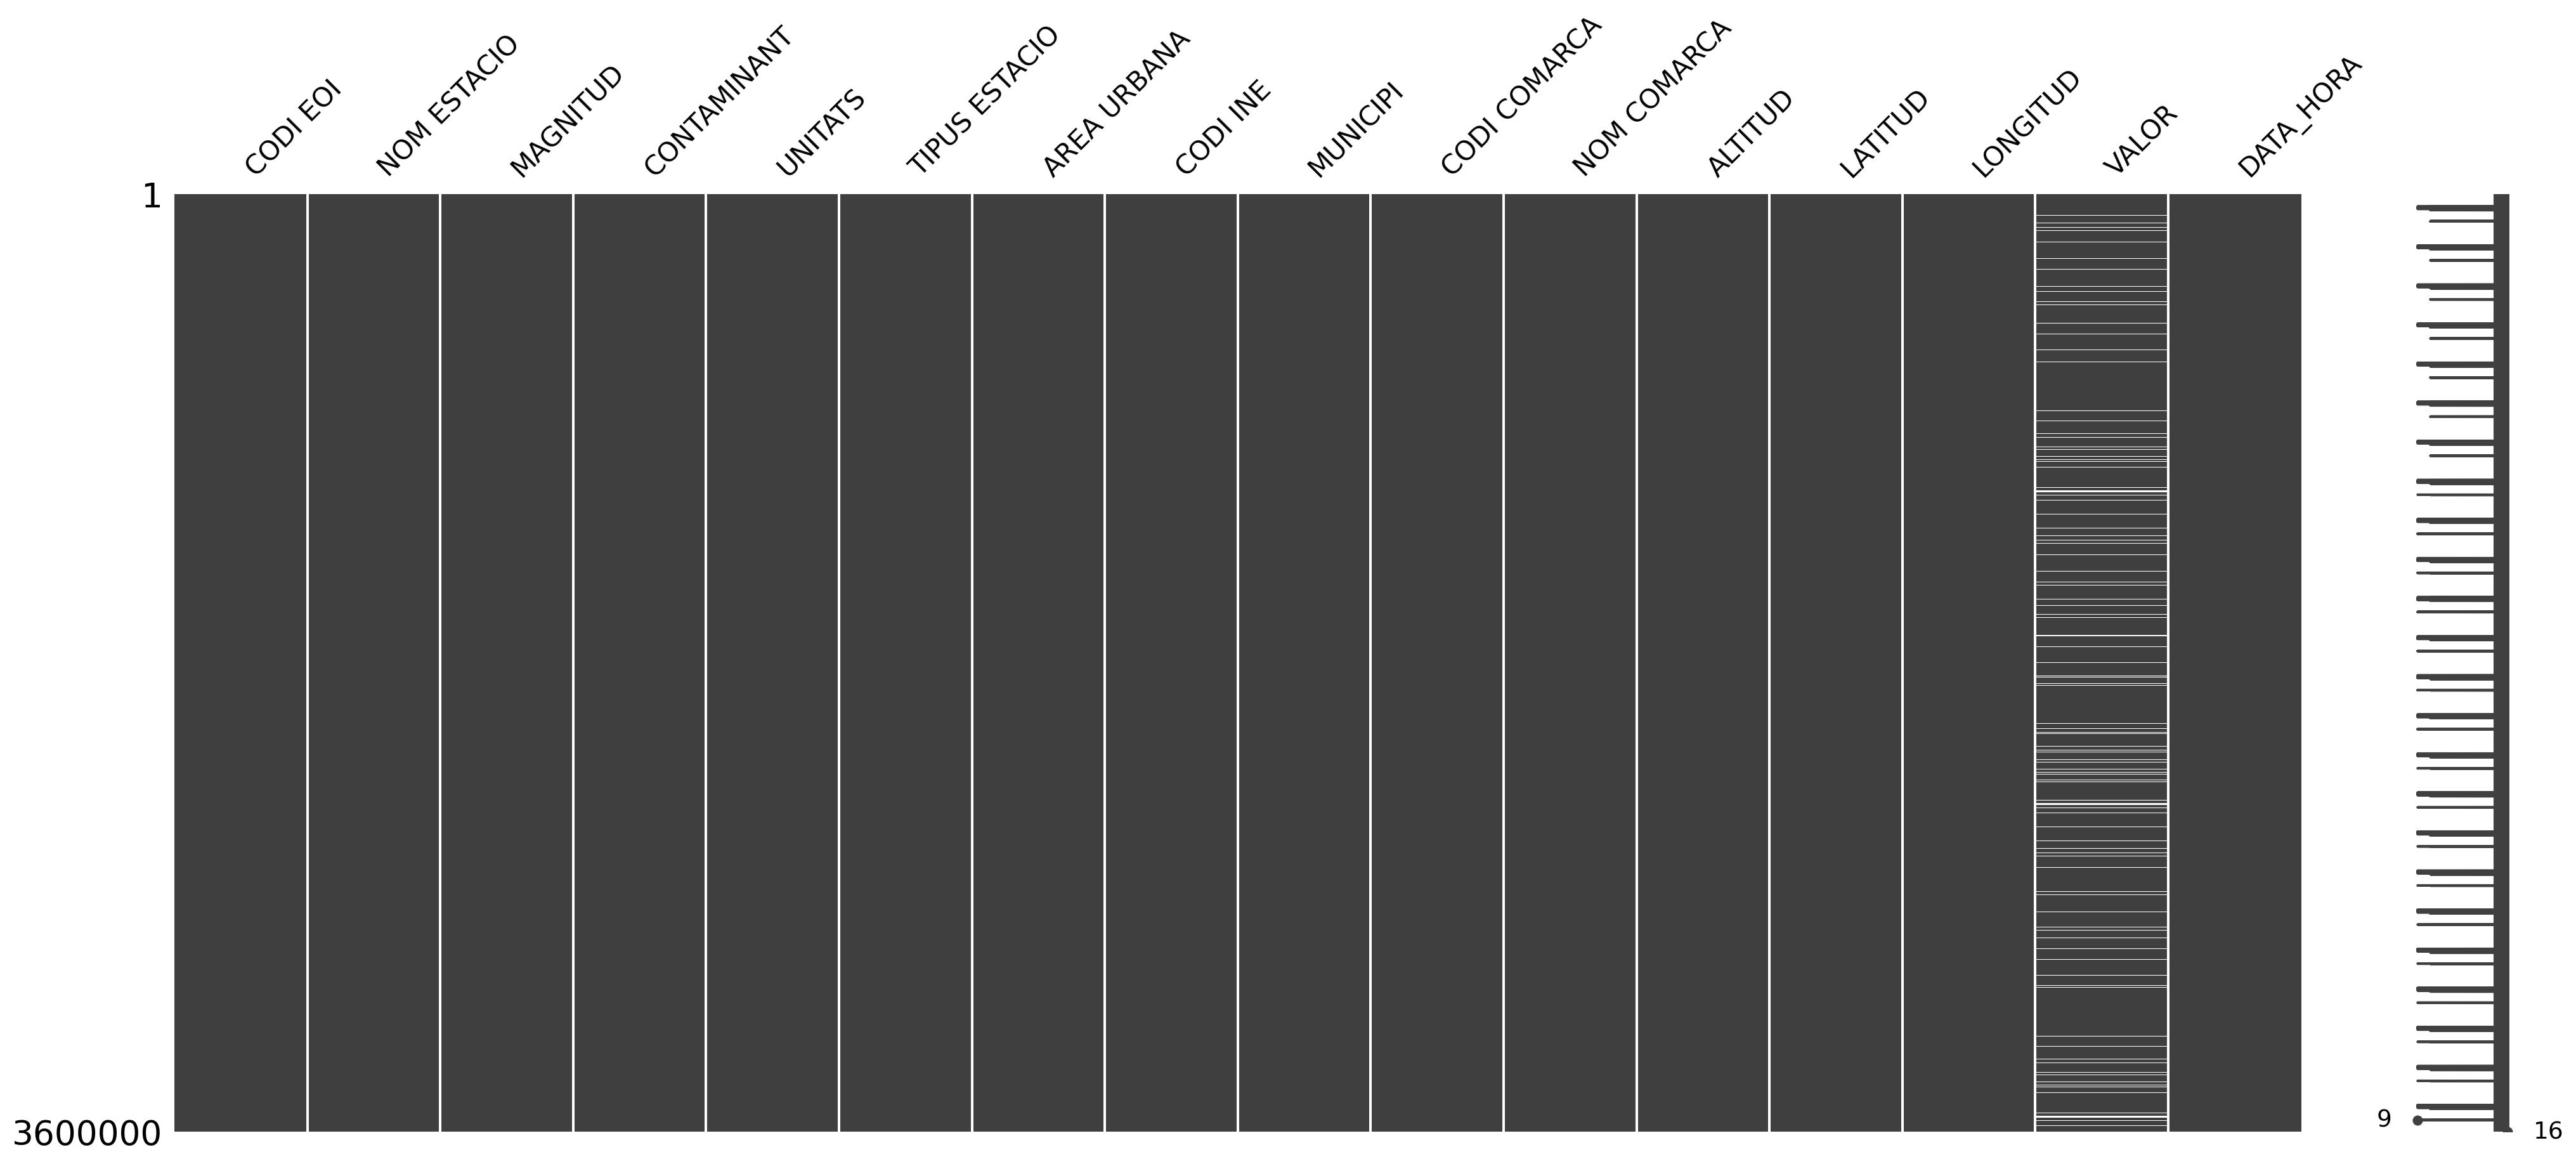 CODI EOI
NOM ESTACIO
MAGNITUD
CONTAMINANT
UNITATS
TIPUS ESTACIO
AREA URBANA
CODI INE
MUNICIPI
CODI COMARCA
NOM COMARCA
ALTITUD
LATITUD
LONGITUD
VALOR
DATA_HORA
1
3600000
9
16